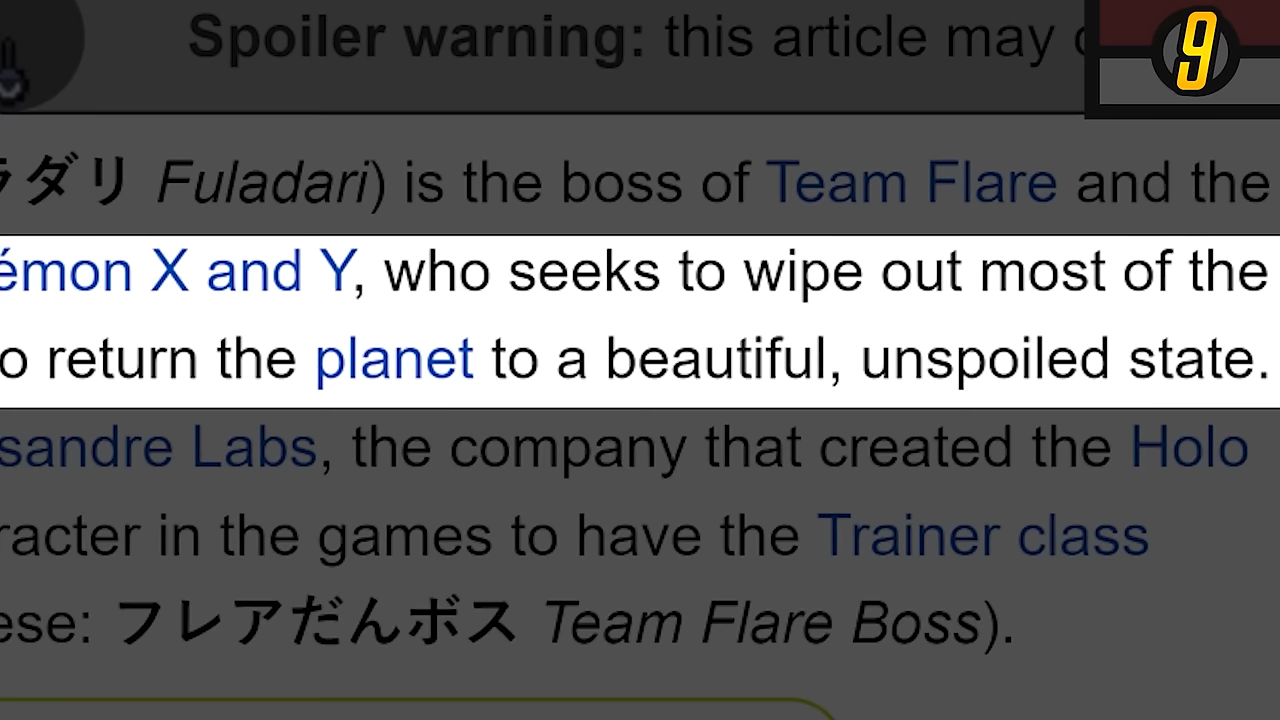 Spoiler warning: this article may
9
ダリ Fuladari) is the boss of Team Flare and the
émon X and Y, who seeks to wipe out most of the
o return the planet to a beautiful, unspoiled state.
sandre Labs, the company that created the Holo
racter in the games to have the Trainer class
ese: フレアだんボス Team Flare Boss).